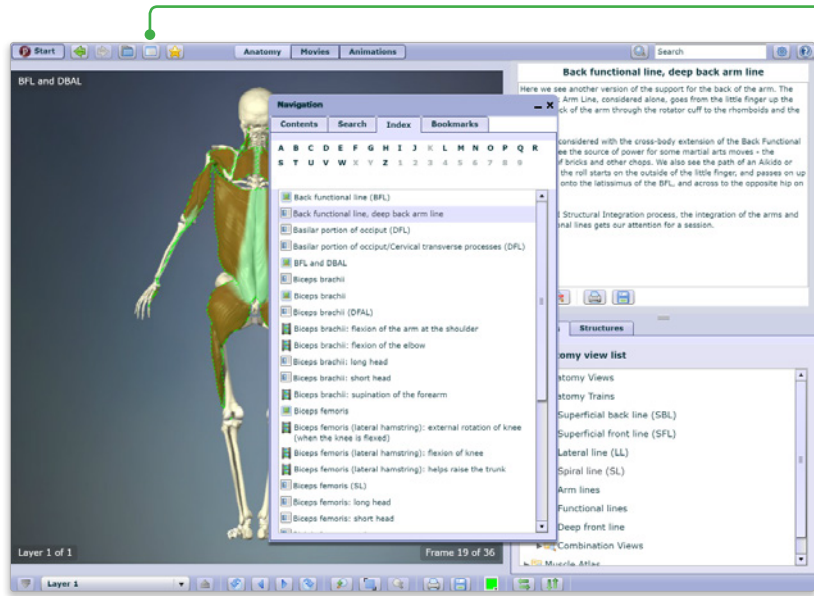 Start
Anatomy Movies Animations
Search
BFL and DBAL
Back functional line, deep back arm line
Here we see another version of the support for the back of the arm. The
Arm Line, considered alone, goes from the little finger up the
ck of the arm through the rotator cuff to the rhomboids and the
considered with the cross-body extension of the Back Functional
ee the source of power for some martial arts moves - the
of bricks and other chops. We also see the path of an Aikido or
the roll starts on the outside of the little finger, and passes on up
onto the latissimus of the BFL, and across to the opposite hip on
Structural Integration process, the integration of the arms and
nal lines gets our attention for a session.
Navigation
Contents Search Index Bookmarks
A B C D E F G H I J K L M N O P Q R
S T U V W X Y Z 1 2 3 4 5 6 7 8 9
Back functional line (BFL)
Back functional line, deep back arm line
Basilar portion of occiput (DFL)
Basilar portion of occiput/Cervical transverse processes (DFL)
BFL and DBAL
Biceps brachii
Biceps brachii
Biceps brachii (DFAL)
Biceps brachii: flexion of the arm at the shoulder
Biceps brachii: flexion of the elbow
Biceps brachii: long head
Biceps brachii: short head
Biceps brachii: supination of the forearm
Biceps femoris
Biceps femoris (lateral hamstring): external rotation of knee
(when the knee is flexed)
Biceps femoris (lateral hamstring): flexion of knee
Biceps femoris (lateral hamstring): helps raise the trunk
Biceps femoris (SL)
Biceps femoris: long head
Biceps femoris: short head
Structures
omy view list
atomy Views
atomy Trains
Superficial back line (SBL)
Superficial front line (SFL)
Lateral line (LL)
Spiral line (SL)
Arm lines
Functional lines
Deep front line
Combination Views
Muscle Atlas
Layer 1 of 1
Frame 19 of 36
Layer 1